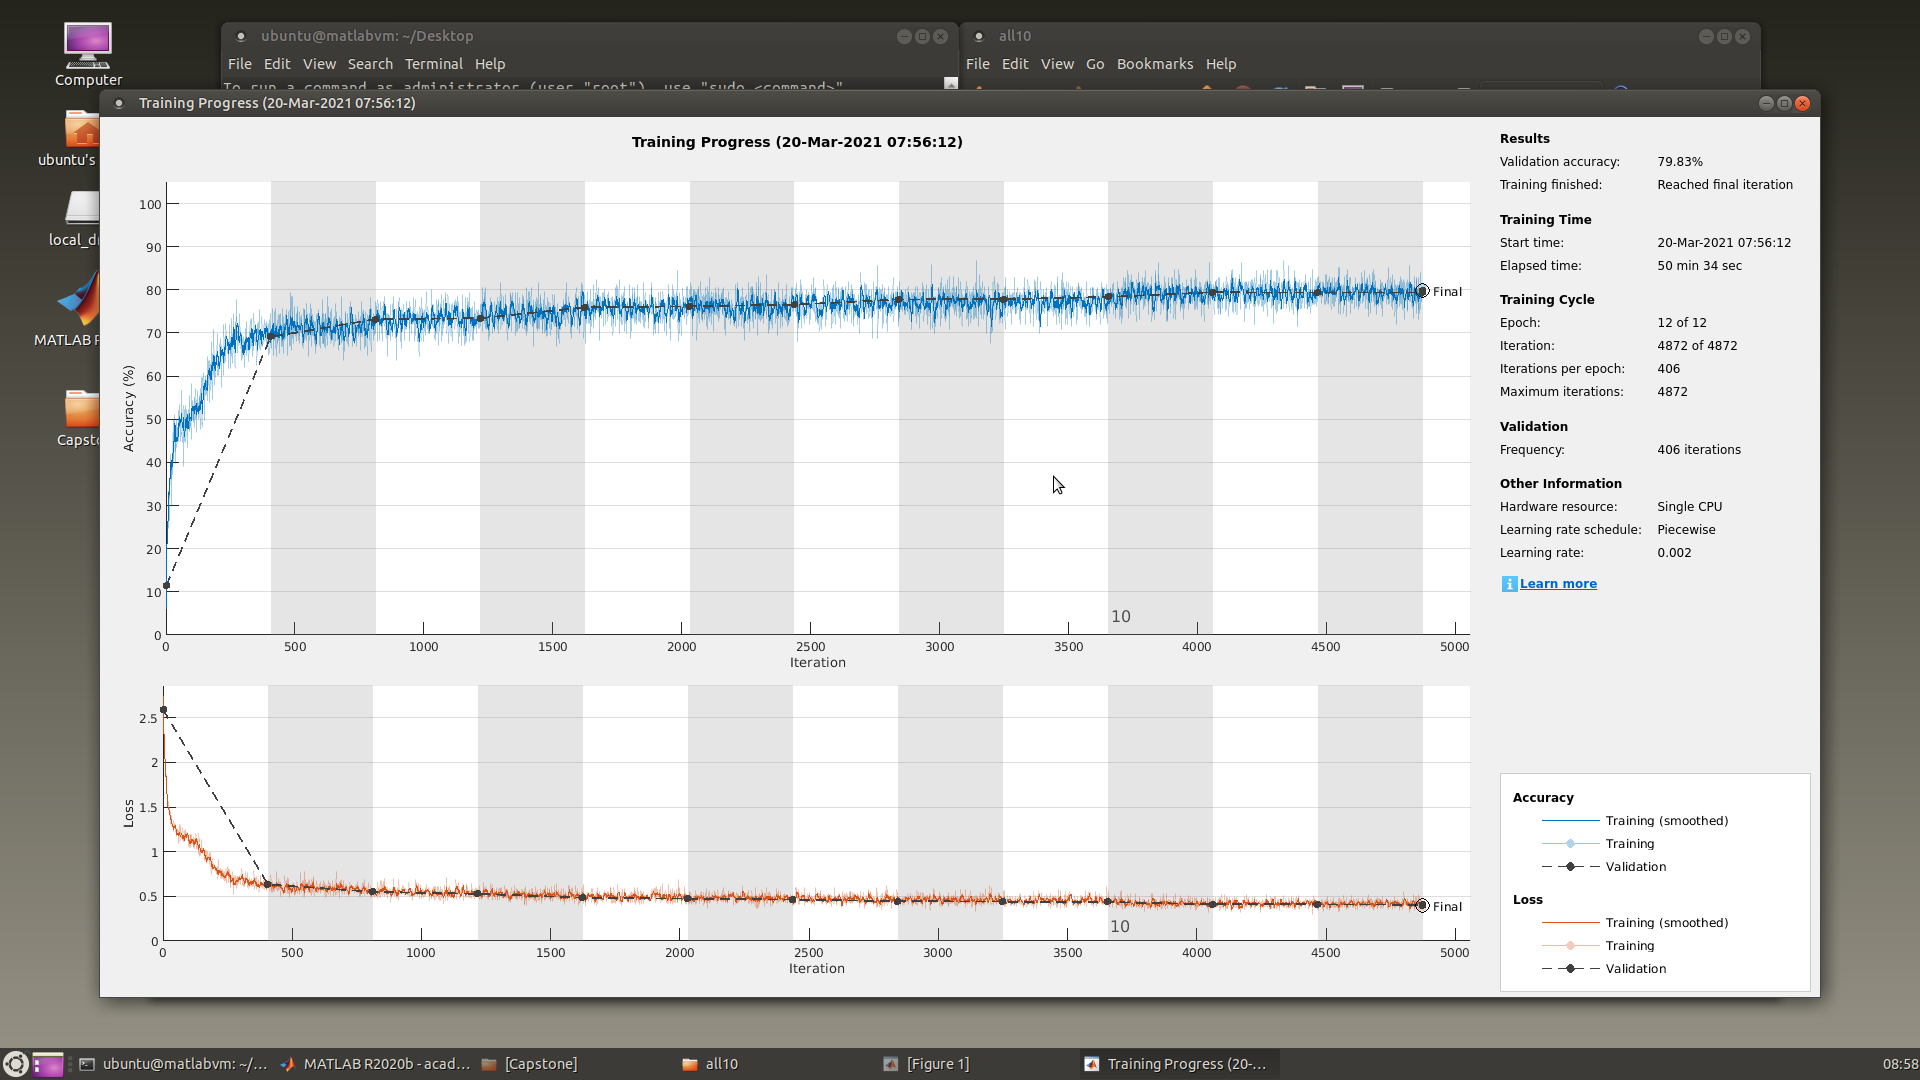 Computer
ubuntu's
local_d
MATLAB
Capst
ubuntu@matlabvm: ~/Desktop
File Edit View Search Terminal Help
To run a command as administrator (user "root"), use "sudo <command>"
all10
File Edit View Go Bookmarks Help
Training Progress (20-Mar-2021 07:56:12)
Training Progress (20-Mar-2021 07:56:12)
Accuracy (%)
100
90
80
70
60
50
40
30
20
10
0
Final
10
0 500 1000 1500 2000 2500 3000 3500 4000 4500 5000
Iteration
Loss
2.5
2
1.5
1
0.5
0
Final
10
0 500 1000 1500 2000 2500 3000 3500 4000 4500 5000
Iteration
Results
Validation accuracy: 79.83%
Training finished: Reached final iteration
Training Time
Start time: 20-Mar-2021 07:56:12
Elapsed time: 50 min 34 sec
Training Cycle
Epoch: 12 of 12
Iteration: 4872 of 4872
Iterations per epoch: 406
Maximum iterations: 4872
Validation
Frequency: 406 iterations
Other Information
Hardware resource: Single CPU
Learning rate schedule: Piecewise
Learning rate: 0.002
Learn more
Accuracy
Training (smoothed)
Training
Validation
Loss
Training (smoothed)
Training
Validation
ubuntu@matlabvm: ~/... MATLAB R2020b - acad... [Capstone] all10 [Figure 1] Training Progress (20-... 08:58